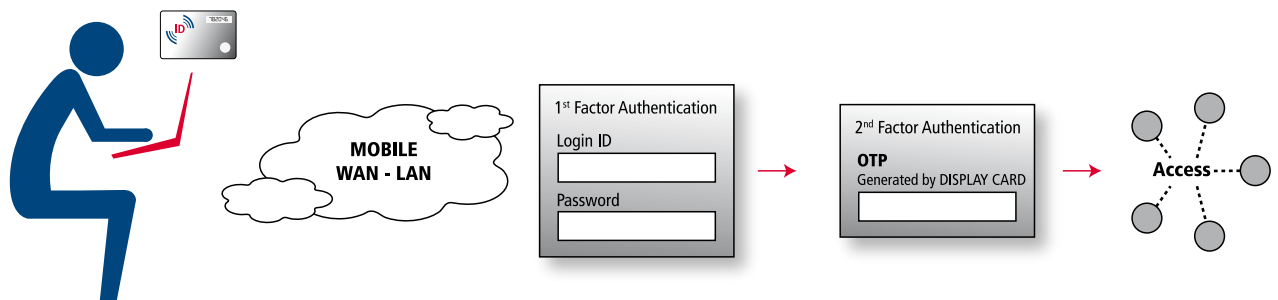 ID
782046
MOBILE
WAN - LAN
1st Factor Authentication
Login ID
Password
2nd Factor Authentication
OTP
Generated by DISPLAY CARD
Access